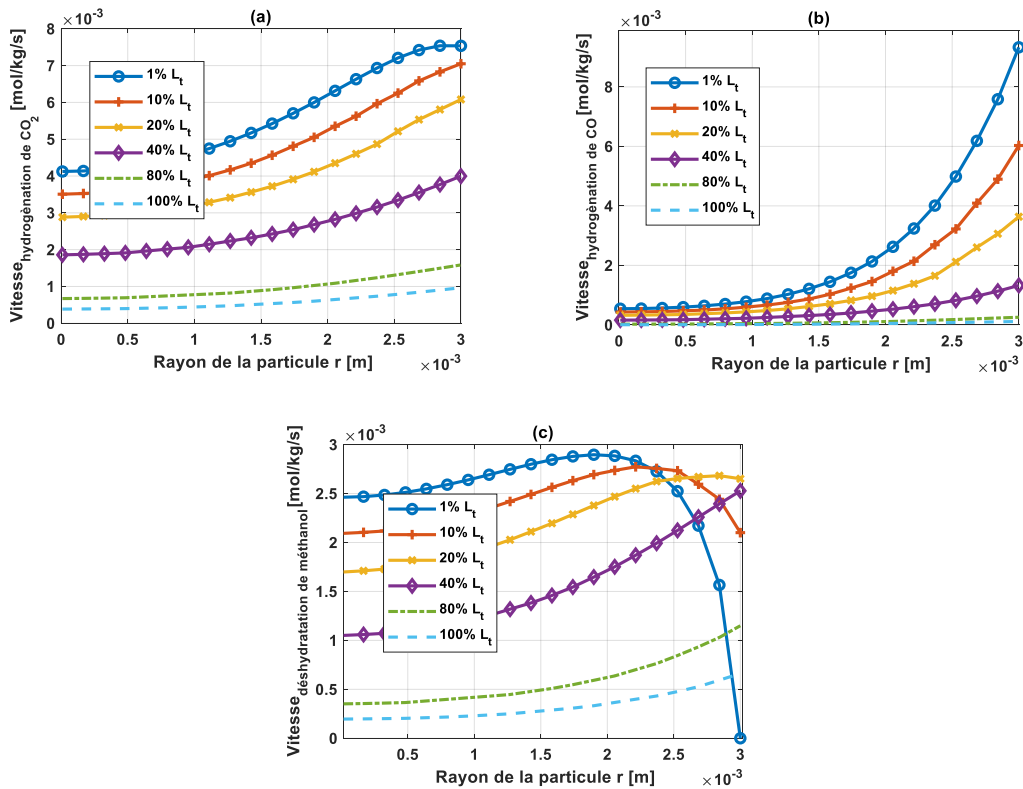 (a)
×10-3
8
7
6
5
4
3
2
1
0
Vitesse hydrogènation de CO2 [mol/kg/s]
1% Lt
10% Lt
20% Lt
40% Lt
80% Lt
100% Lt
0 0.5 1 1.5 2 2.5 3
Rayon de la particule r [m]
×10-3
(b)
×10-3
8
6
4
2
0
Vitesse hydrogènation de CO [mol/kg/s]
1% Lt
10% Lt
20% Lt
40% Lt
80% Lt
100% Lt
0 0.5 1 1.5 2 2.5 3
Rayon de la particule r [m]
×10-3
(c)
×10-3
3
2.5
2
1.5
1
0.5
0
Vitesse déshydratation de méthanol [mol/kg/s]
1% Lt
10% Lt
20% Lt
40% Lt
80% Lt
100% Lt
0.5 1 1.5 2 2.5 3
Rayon de la particule r [m]
×10-3